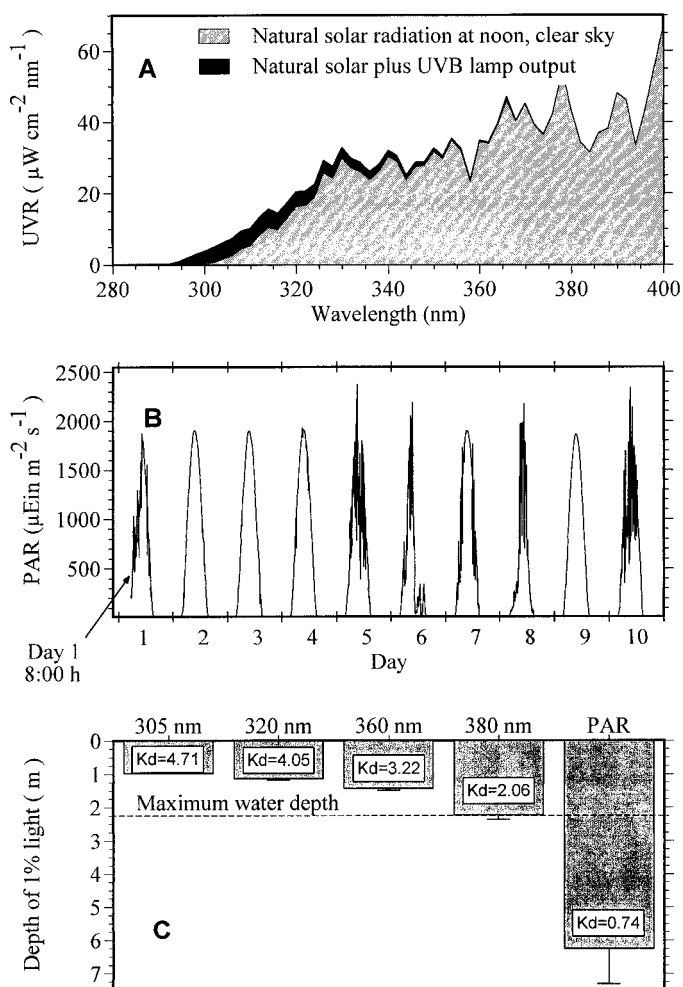 A
Natural solar radiation at noon, clear sky
Natural solar plus UVB lamp output
UVR ( µW cm⁻² nm⁻¹ )
60
40
20
0
280 300 320 340 360 380 400
Wavelength (nm)
B
PAR (µEin m⁻² s⁻¹ )
2500
2000
1500
1000
500
1 2 3 4 5 6 7 8 9 10
Day
Day 1
8:00 h
305 nm 320 nm 360 nm 380 nm PAR
Depth of 1% light ( m )
0
1
2
3
4
5
6
7
Kd=4.71 Kd=4.05 Kd=3.22 Kd=2.06
Maximum water depth
Kd=0.74
C